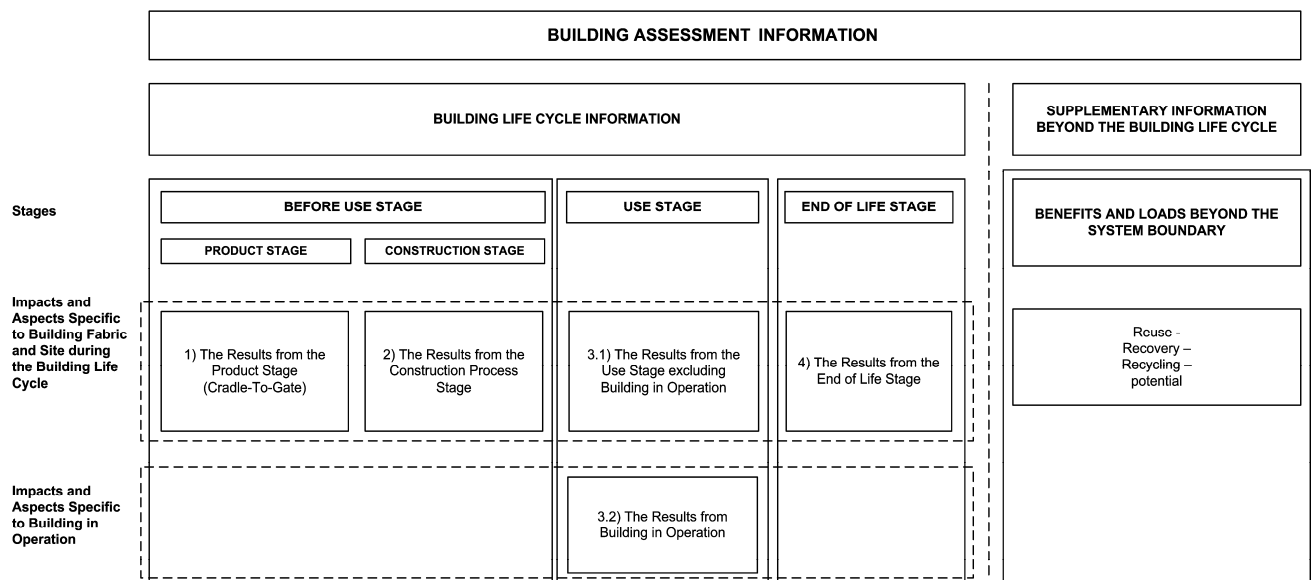 BUILDING ASSESSMENT INFORMATION
BUILDING LIFE CYCLE INFORMATION
SUPPLEMENTARY INFORMATION
BEYOND THE BUILDING LIFE CYCLE
Stages
BEFORE USE STAGE
USE STAGE
END OF LIFE STAGE
BENEFITS AND LOADS BEYOND THE
SYSTEM BOUNDARY
PRODUCT STAGE
CONSTRUCTION STAGE
Impacts and
Aspects Specific
to Building Fabric
and Site during
the Building Life
Cycle
1) The Results from the
Product Stage
(Cradle-To-Gate)
2) The Results from the
Construction Process
Stage
3.1) The Results from the
Use Stage excluding
Building in Operation
4) The Results from the
End of Life Stage
Reuse -
Recovery –
Recycling –
potential
Impacts and
Aspects Specific
to Building in
Operation
3.2) The Results from
Building in Operation